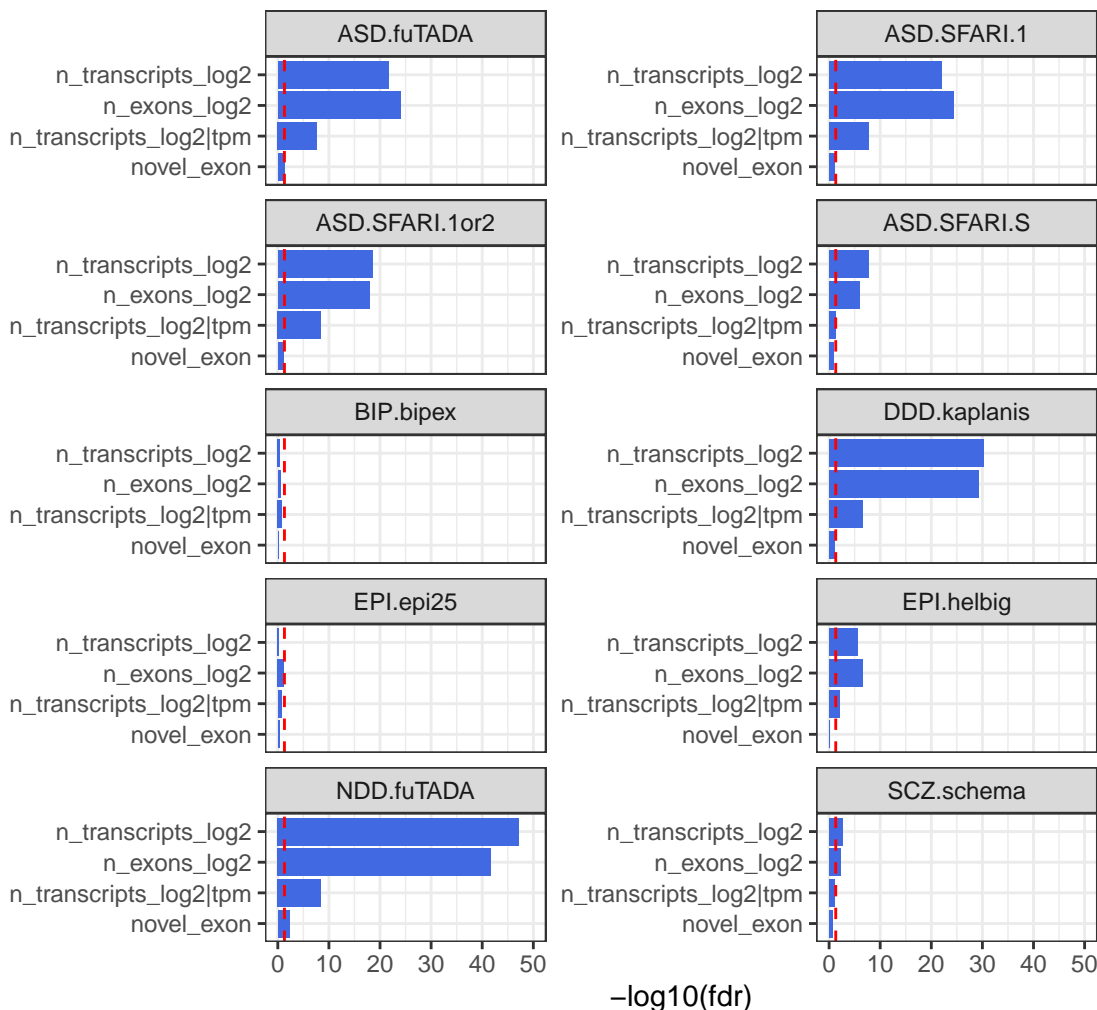 ASD.fuTADA
n_transcripts_log2
n_exons_log2
n_transcripts_log2|tpm
novel_exon
ASD.SFARI.1
n_transcripts_log2
n_exons_log2
n_transcripts_log2|tpm
novel_exon
ASD.SFARI.1or2
n_transcripts_log2
n_exons_log2
n_transcripts_log2|tpm
novel_exon
ASD.SFARI.S
n_transcripts_log2
n_exons_log2
n_transcripts_log2|tpm
novel_exon
BIP.bipex
n_transcripts_log2
n_exons_log2
n_transcripts_log2|tpm
novel_exon
DDD.kaplanis
n_transcripts_log2
n_exons_log2
n_transcripts_log2|tpm
novel_exon
EPI.epi25
n_transcripts_log2
n_exons_log2
n_transcripts_log2|tpm
novel_exon
EPI.helbig
n_transcripts_log2
n_exons_log2
n_transcripts_log2|tpm
novel_exon
NDD.fuTADA
n_transcripts_log2
n_exons_log2
n_transcripts_log2|tpm
novel_exon
0 10 20 30 40 50
SCZ.schema
n_transcripts_log2
n_exons_log2
n_transcripts_log2|tpm
novel_exon
0 10 20 30 40 50
−log10(fdr)